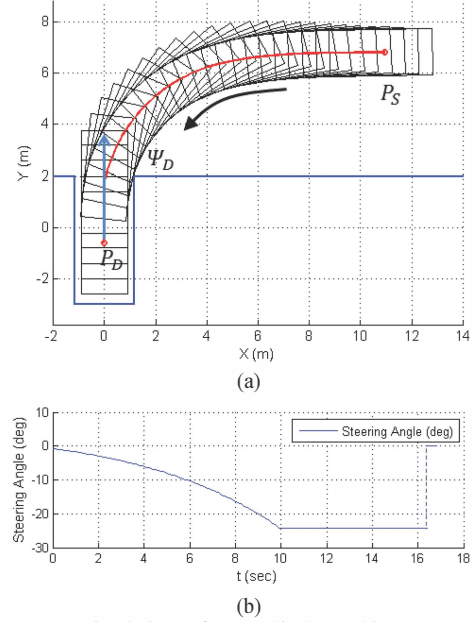 8
6
4
2
0
-2
Y (m)
P_S
Ψ_D
P_D
-2 0 2 4 6 8 10 12 14
X (m)
(a)
10
0
-10
-20
-30
Steering Angle (deg)
Steering Angle (deg)
0 2 4 6 8 10 12 14 16 18
t (sec)
(b)